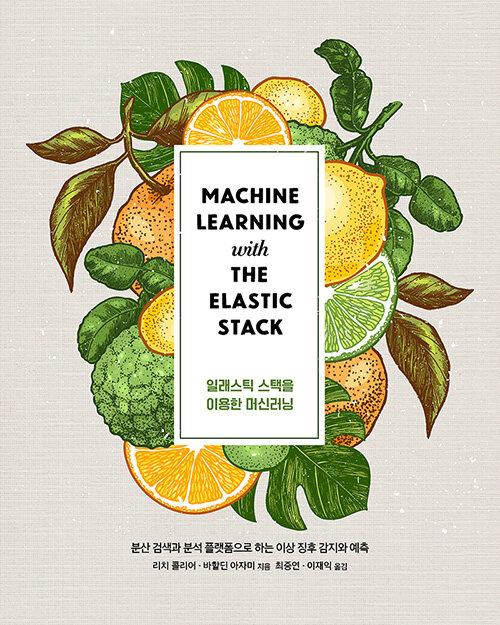 MACHINE
LEARNING
with
THE
ELASTIC
STACK
일래스틱 스택을
이용한 머신러닝
분산 검색과 분석 플랫폼으로 하는 이상 징후 감지와 예측
리치 콜리어 · 바할딘 아자미 지음 최중연 · 이재익 옮김